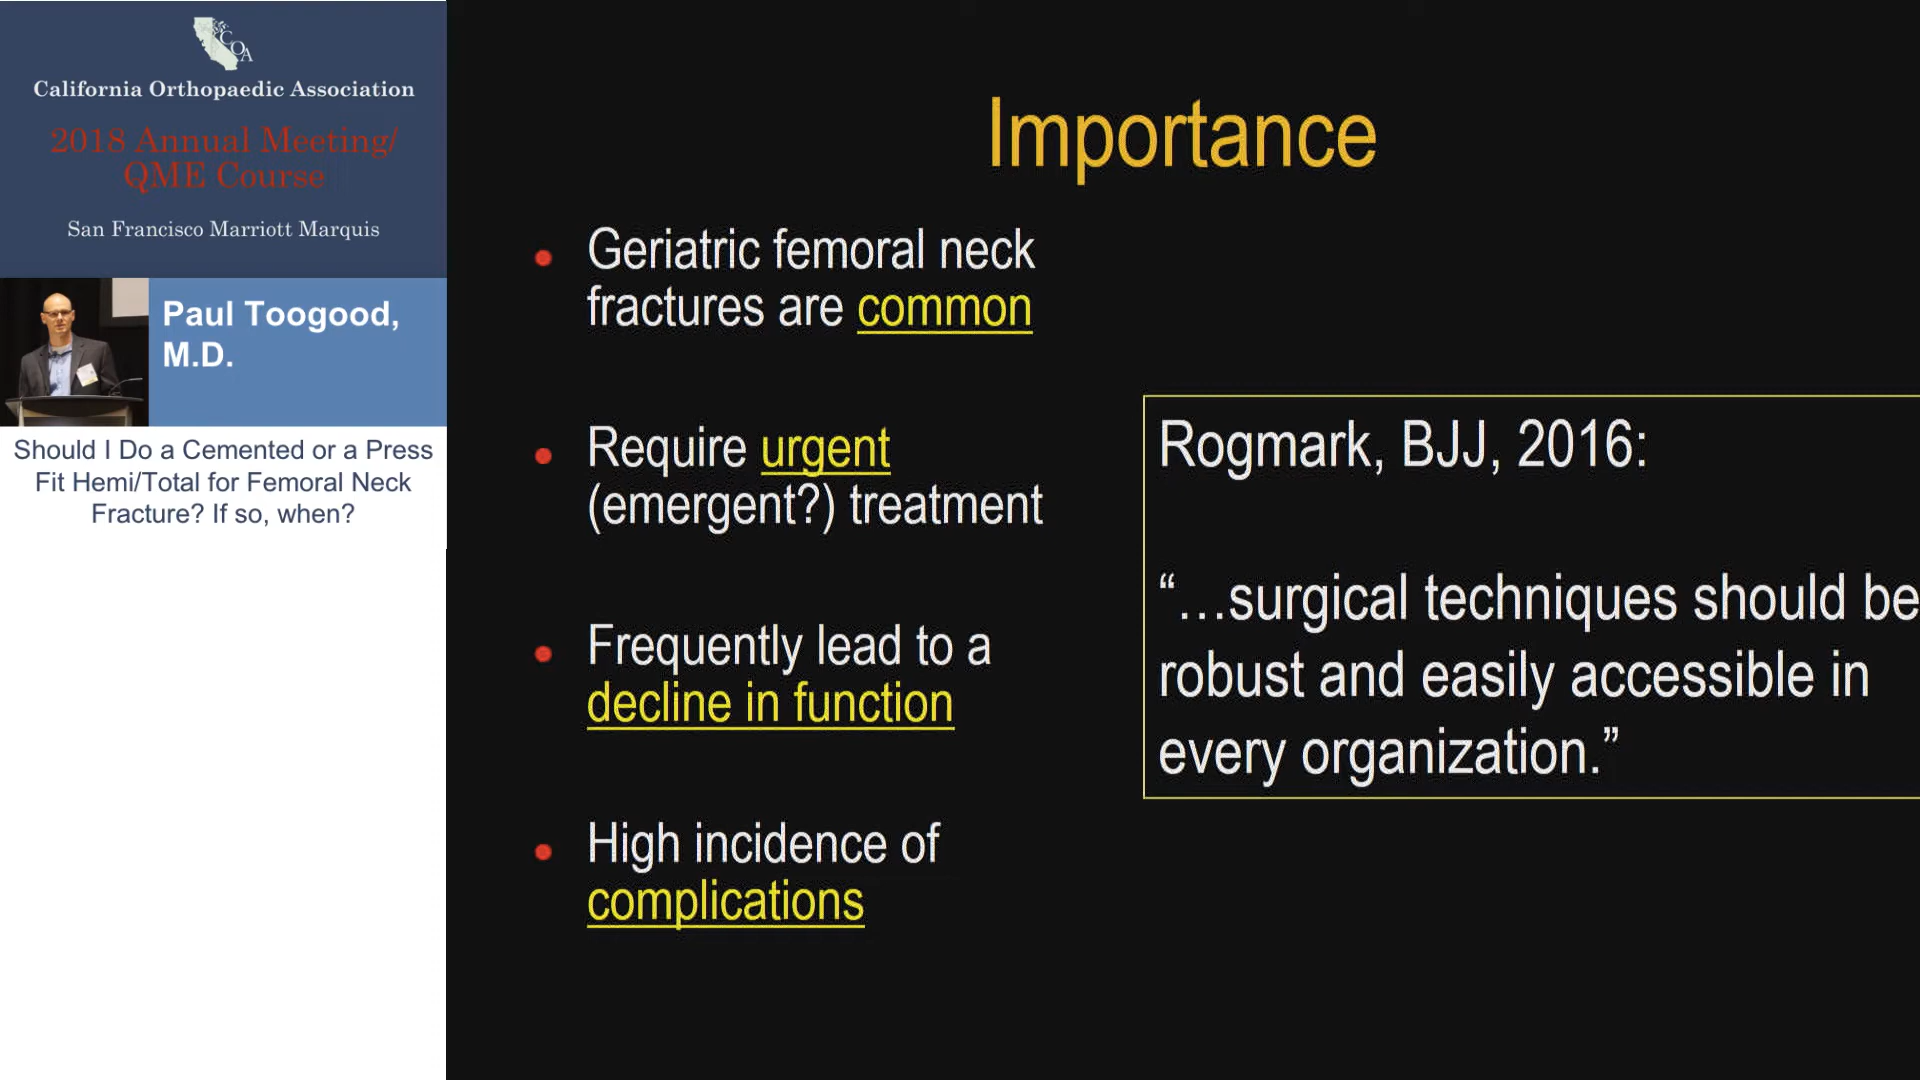 COA
California Orthopaedic Association
2018 Annual Meeting/
QME Course
San Francisco Marriott Marquis
Paul Toogood,
M.D.
Should I Do a Cemented or a Press
Fit Hemi/Total for Femoral Neck
Fracture? If so, when?
Importance
• Geriatric femoral neck
fractures are common
• Require urgent
(emergent?) treatment
• Frequently lead to a
decline in function
• High incidence of
complications
Rogmark, BJJ, 2016:
“…surgical techniques should be
robust and easily accessible in
every organization.”